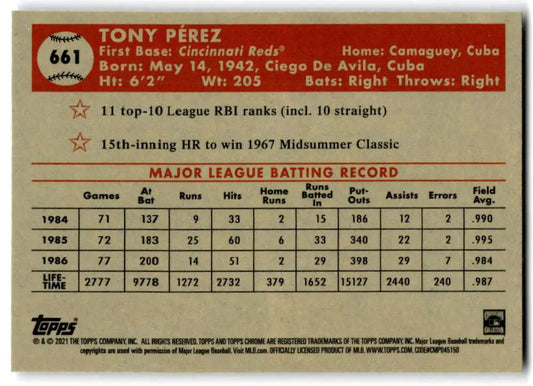 661
TONY PÉREZ
First Base: Cincinnati Reds® Home: Camaguey, Cuba
Born: May 14, 1942, Ciego De Avila, Cuba
Ht: 6'2" Wt: 205 Bats: Right Throws: Right
11 top-10 League RBI ranks (incl. 10 straight)
15th-inning HR to win 1967 Midsummer Classic
MAJOR LEAGUE BATTING RECORD
Games At Bat Runs Hits Home Runs Runs Batted In Put-Outs Assists Errors Field Avg.
1984 71 137 9 33 2 15 186 12 2 .990
1985 72 183 25 60 6 33 340 22 2 .995
1986 77 200 14 51 2 29 398 29 7 .984
LIFE-TIME 2777 9778 1272 2732 379 1652 15127 2440 240 .987
Topps
® & © 2021 THE TOPPS COMPANY, INC. ALL RIGHTS RESERVED. TOPPS AND TOPPS CHROME ARE REGISTERED TRADEMARKS OF THE TOPPS COMPANY, INC. Major League Baseball trademarks and
copyrights are used with permission of Major League Baseball. Visit MLB.com. OFFICIALLY LICENSED PRODUCT OF MLB. WWW.TOPPS.COM. CODE#CMP045150